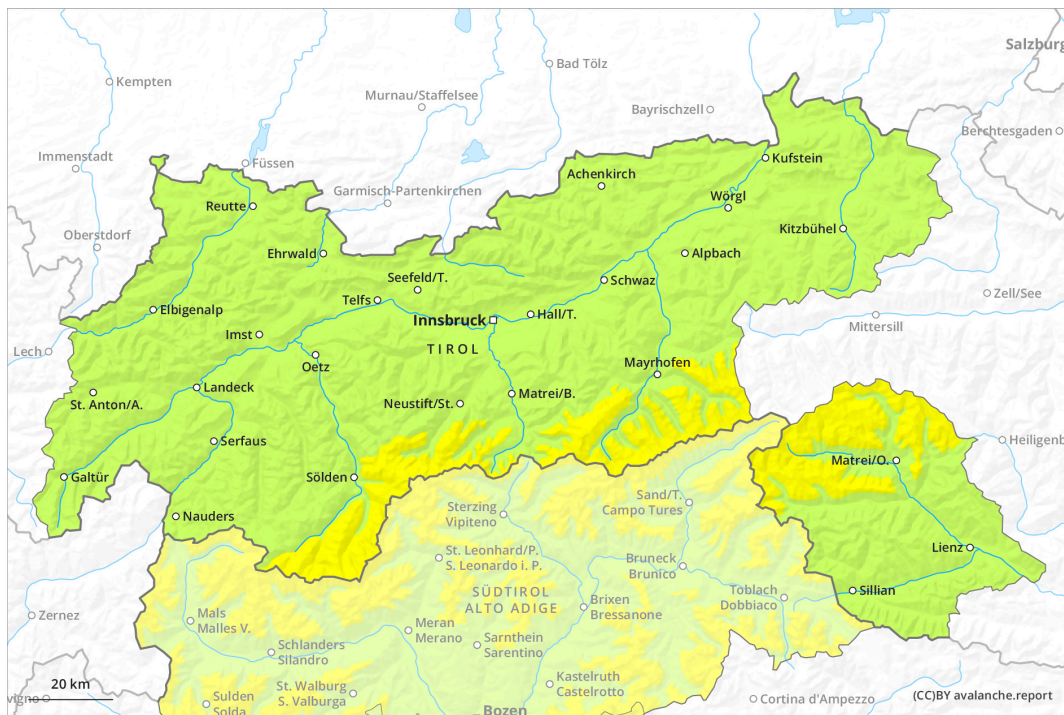 Salzburg
Kempten
Bad Tölz
Murnau/Staffelsee
Bayrischzell
Berchtesgaden
Immenstadt
Füssen
Kufstein
Garmisch-Partenkirchen
Achenkirch
Reutte
Wörgl
Oberstdorf
Kitzbühel
Ehrwald
Alpbach
Seefeld/T.
Schwaz
Telfs
Zell/See
Elbigenalp
Innsbruck
Hall/T.
Mittersill
Imst
TIROL
Lech
Oetz
Mayrhofen
Landeck
Matrei/B.
St. Anton/A.
Neustift/St.
Serfaus
Heiligenb
Matrei/O.
Galtür
Sölden
Sand/T.
Campo Tures
Sterzing
Vipiteno
Nauders
Lienz
St. Leonhard/P.
S. Leonardo i. P.
Bruneck
Brunico
SÜDTIROL
ALTO ADIGE
Sillian
Toblach
Dobbiaco
Brixen
Bressanone
Zernez
Mals
Malles V.
Meran
Merano
Sarnthein
Sarentino
Schlanders
Silandro
Kastelruth
Castelrotto
20 km
St. Walburg
S. Valburga
(CC)BY avalanche.report
vigno
Sulden
Solda
Cortina d'Ampezzo
Bozen